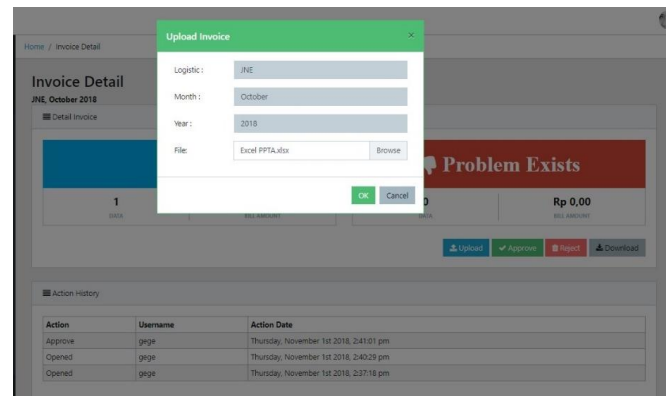 Upload Invoice ×
Home / Invoice Detail
Logistic : JNE
Month : October
Year : 2018
File: Excel PPTA.xlsx Browse
OK Cancel
Invoice Detail
JNE, October 2018
Detail Invoice
Problem Exists
1
DATA
BILL AMOUNT
0
DATA
Rp 0,00
BILL AMOUNT
Upload Approve Reject Download
Action History
Action Username Action Date
Approve gege Thursday, November 1st 2018, 2:41:01 pm
Opened gege Thursday, November 1st 2018, 2:40:29 pm
Opened gege Thursday, November 1st 2018, 2:37:18 pm